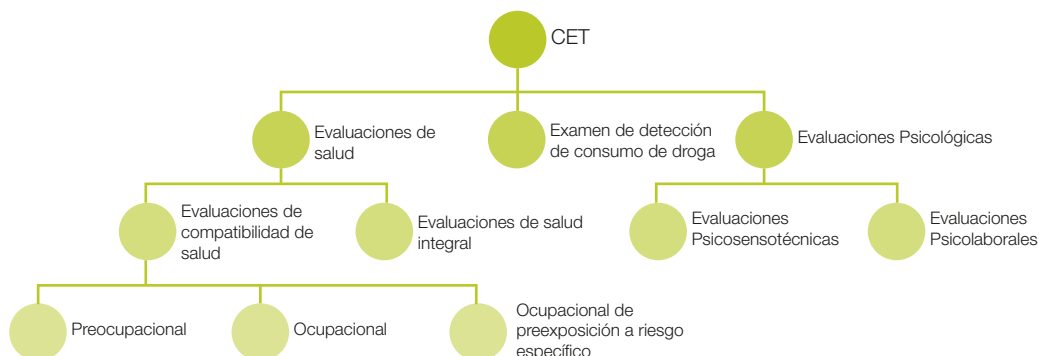 CET
Evaluaciones de
salud
Examen de detección
de consumo de droga
Evaluaciones Psicológicas
Evaluaciones de
compatibilidad de
salud
Evaluaciones de salud
integral
Evaluaciones
Psicosensotécnicas
Evaluaciones
Psicolaborales
Preocupacional
Ocupacional
Ocupacional de
preexposición a riesgo
específico